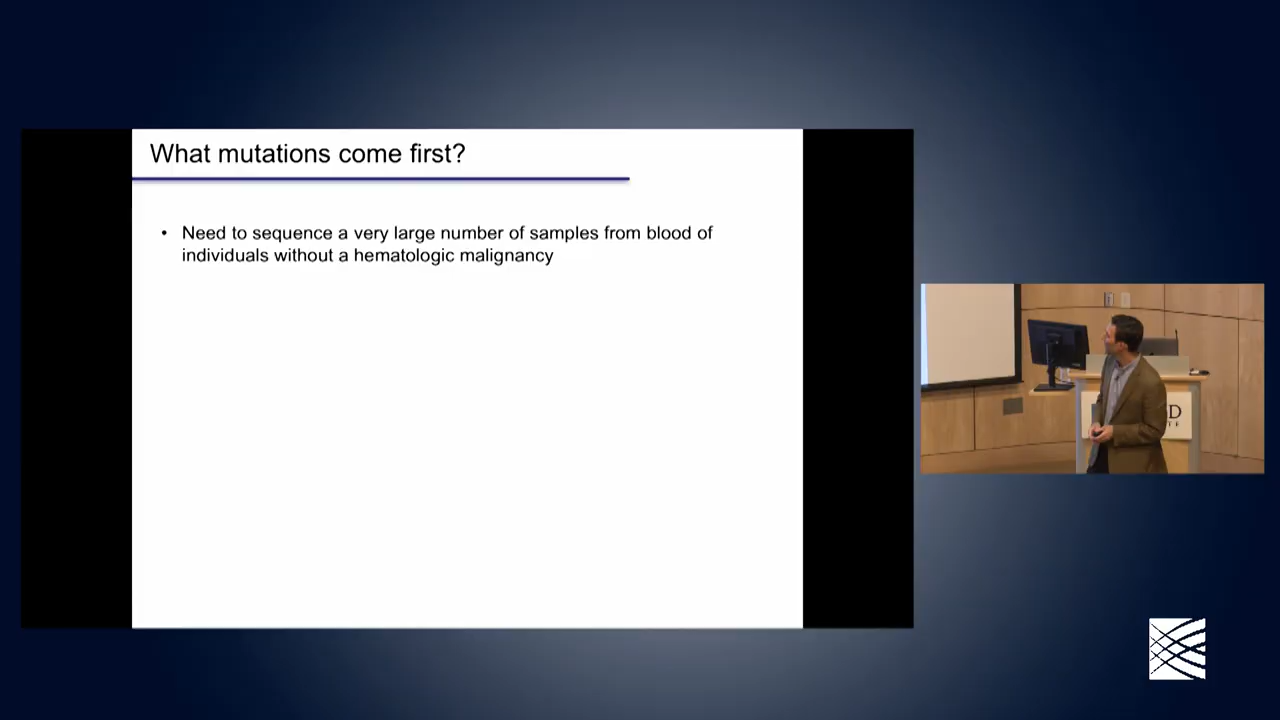 What mutations come first?
• Need to sequence a very large number of samples from blood of
individuals without a hematologic malignancy